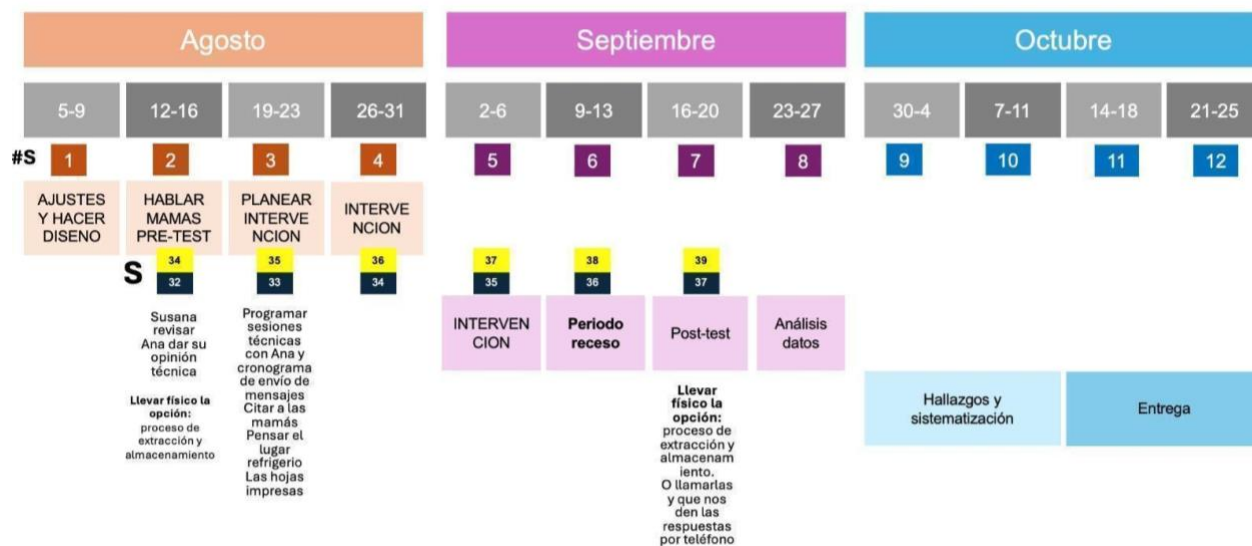 Agosto
Septiembre
Octubre
5-9
12-16
19-23
26-31
2-6
9-13
16-20
23-27
30-4
7-11
14-18
21-25
#S
1
2
3
4
5
6
7
8
9
10
11
12
AJUSTES
Y HACER
DISENO
HABLAR
MAMAS
PRE-TEST
PLANEAR
INTERVE
NCION
INTERVE
NCION
S
34
32
35
33
36
34
37
35
38
36
39
37
Susana
revisar
Ana dar su
opinión
técnica
Llevar físico la
opción:
proceso de
extracción y
almacenamiento
Programar
sesiones
técnicas
con Ana y
cronograma
de envío de
mensajes
Citar a las
mamás
Pensar el
lugar
refrigerio
Las hojas
impresas
INTERVEN
CION
Periodo
receso
Post-test
Análisis
datos
Llevar
físico la
opción:
proceso de
extracción y
almacenam
iento.
O llamarlas
y que nos
den las
respuestas
por teléfono
Hallazgos y
sistematización
Entrega